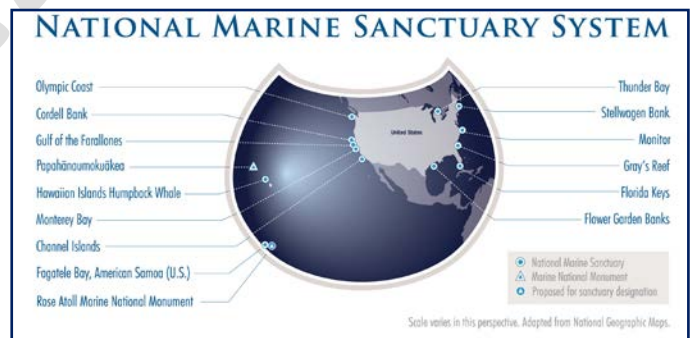 NATIONAL MARINE SANCTUARY SYSTEM
Olympic Coast
Cordell Bank
Gulf of the Farallones
Papahānaumokuākea
Hawaiian Islands Humpback Whale
Monterey Bay
Channel Islands
Fagatele Bay, American Samoa (U.S.)
Rose Atoll Marine National Monument
United States
Thunder Bay
Stellwagen Bank
Monitor
Gray's Reef
Florida Keys
Flower Garden Banks
National Marine Sanctuary
Marine National Monument
Proposed for sanctuary designation
Scale varies in this perspective. Adapted from National Geographic Maps.